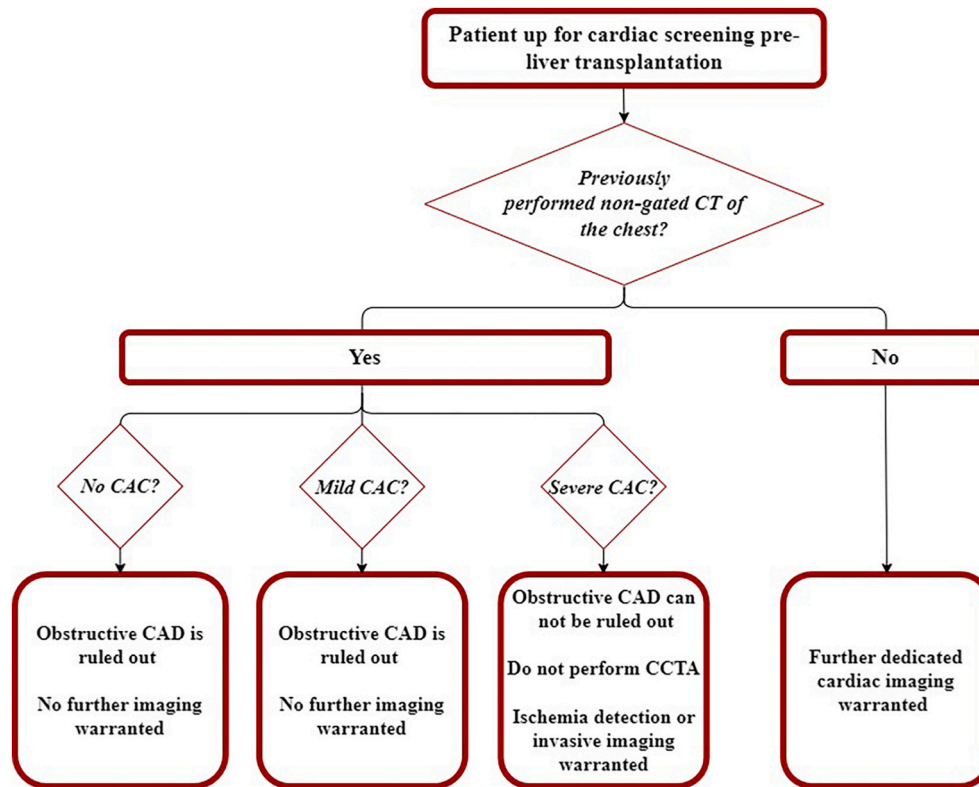 Patient up for cardiac screening pre-
liver transplantation
Previously
performed non-gated CT of
the chest?
Yes
No
No CAC?
Mild CAC?
Severe CAC?
Obstructive CAD is
ruled out
No further imaging
warranted
Obstructive CAD is
ruled out
No further imaging
warranted
Obstructive CAD can
not be ruled out
Do not perform CCTA
Ischemia detection or
invasive imaging
warranted
Further dedicated
cardiac imaging
warranted